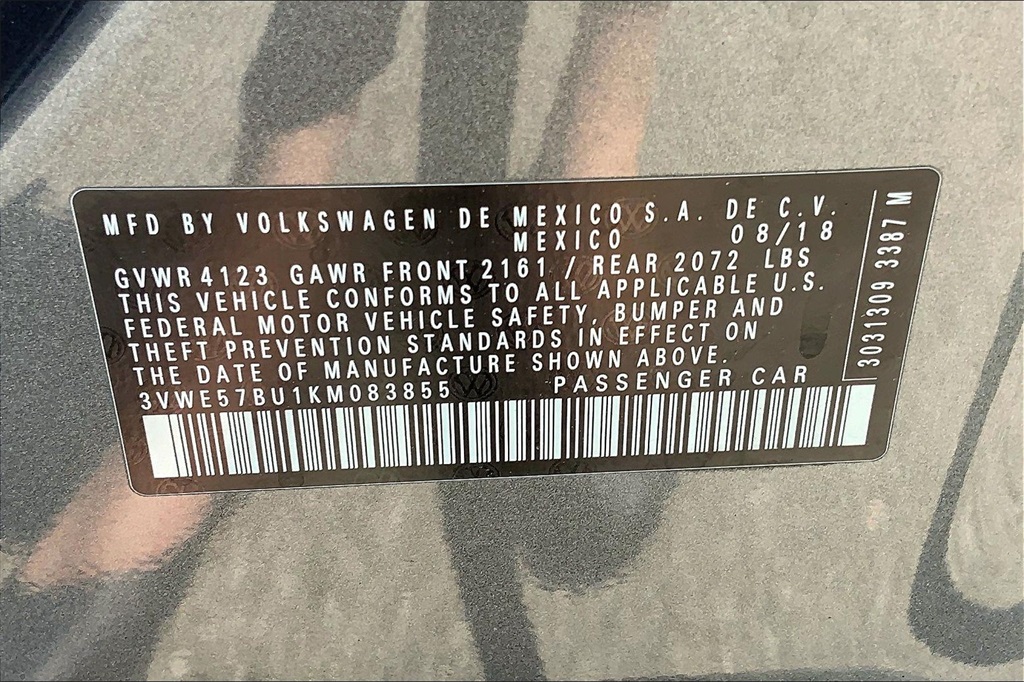 MFD BY VOLKSWAGEN DE MEXICO S.A. DE C.V.
MEXICO 08/18
GVWR 4123 GAWR FRONT 2161 / REAR 2072 LBS
THIS VEHICLE CONFORMS TO ALL APPLICABLE U.S.
FEDERAL MOTOR VEHICLE SAFETY, BUMPER AND
THEFT PREVENTION STANDARDS IN EFFECT ON
THE DATE OF MANUFACTURE SHOWN ABOVE.
3VWE57BU1KM083855 PASSENGER CAR
3031309 3387 M